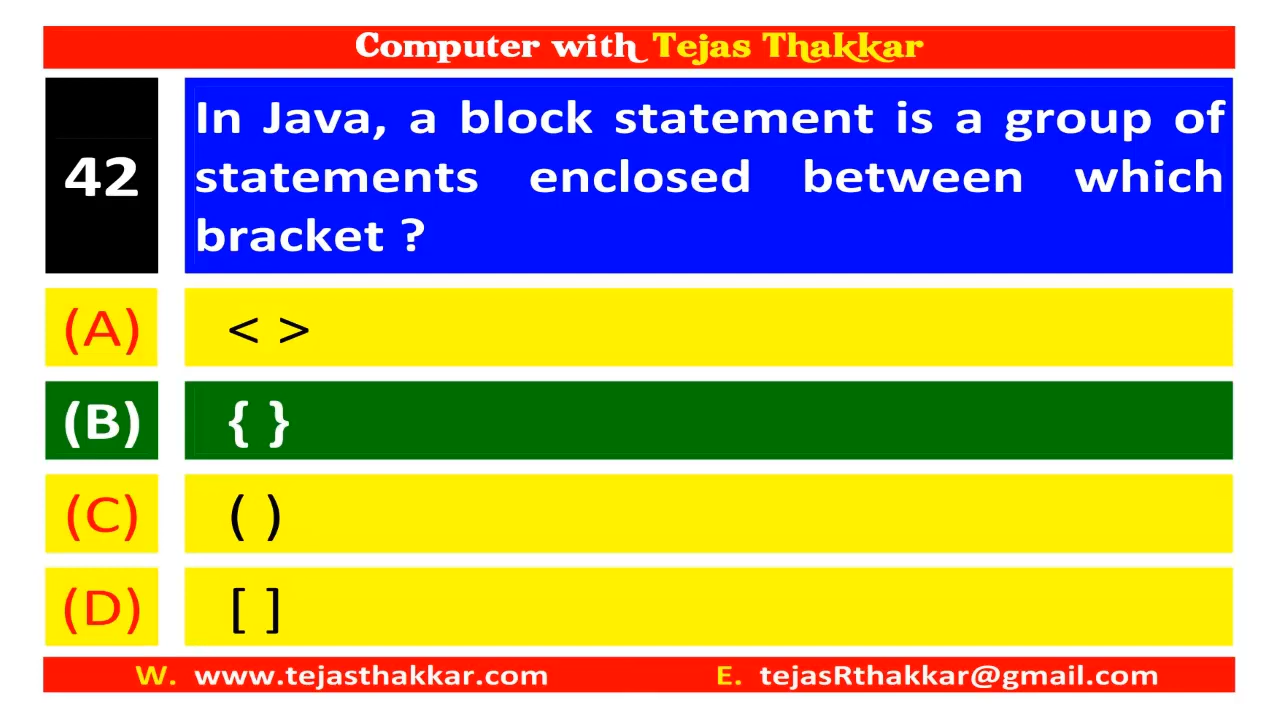 Computer with Tejas Thakkar
42
In Java, a block statement is a group of
statements enclosed between which
bracket ?
(A) < >
(B) { }
(C) ( )
(D) [ ]
W. www.tejasthakkar.com E. tejasRthakkar@gmail.com